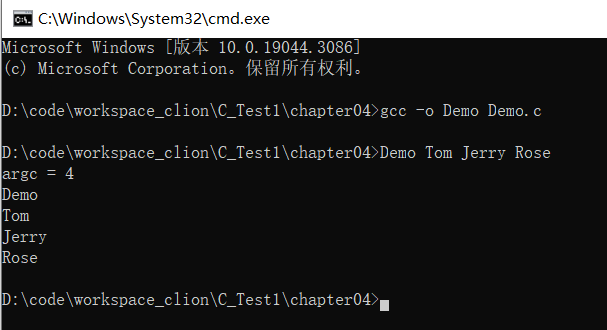 C:\Windows\System32\cmd.exe
Microsoft Windows [版本 10.0.19044.3086]
(c) Microsoft Corporation。保留所有权利。
D:\code\workspace_clion\C_Test1\chapter04>gcc -o Demo Demo.c
D:\code\workspace_clion\C_Test1\chapter04>Demo Tom Jerry Rose
argc = 4
Demo
Tom
Jerry
Rose
D:\code\workspace_clion\C_Test1\chapter04>